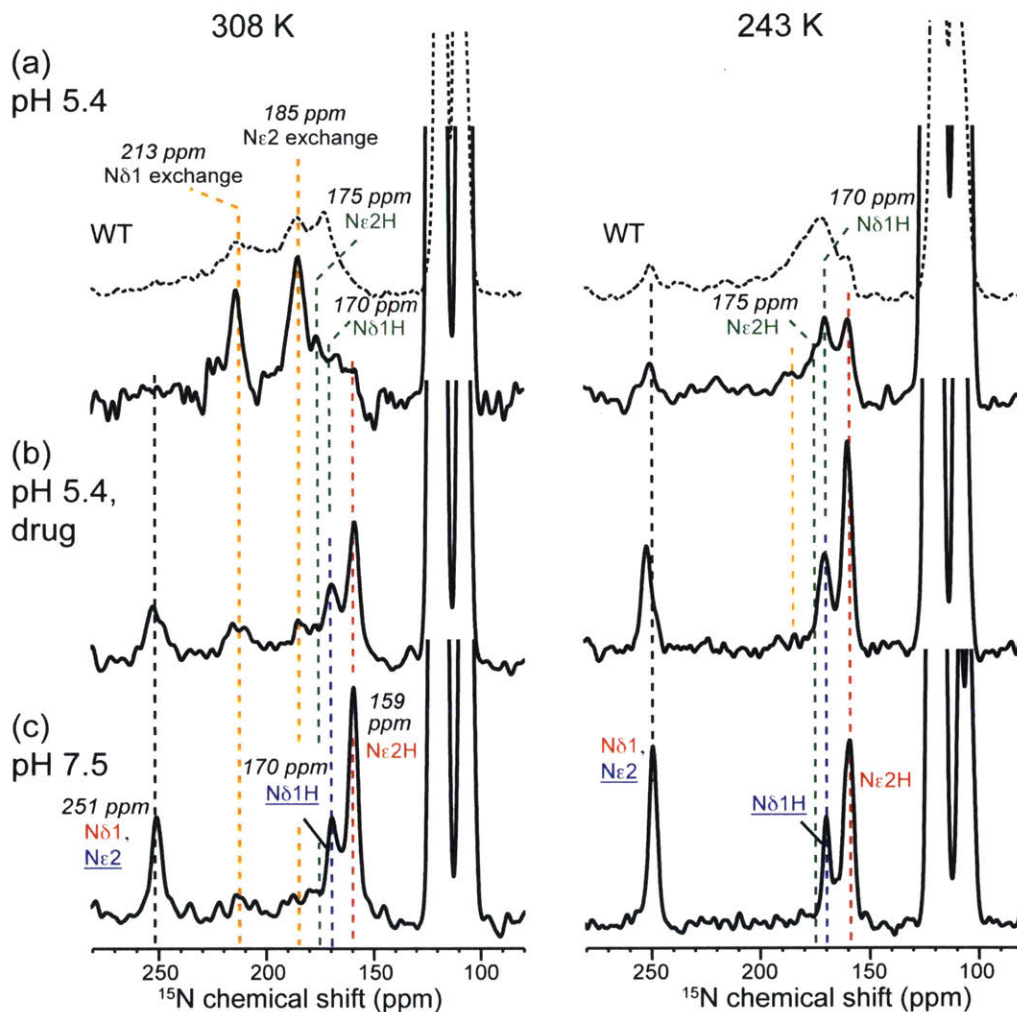 308 K
243 K
(a)
pH 5.4
185 ppm
Nε2 exchange
213 ppm
Nδ1 exchange
175 ppm
Nε2H
170 ppm
Nδ1H
WT
170 ppm
Nδ1H
WT
175 ppm
Nε2H
(b)
pH 5.4,
drug
(c)
pH 7.5
159
ppm
Nε2H
170 ppm
Nδ1H
251 ppm
Nδ1,
Nε2
Nδ1,
Nε2
Nδ1H
Nε2H
250 200 150 100
15N chemical shift (ppm)
250 200 150 100
15N chemical shift (ppm)